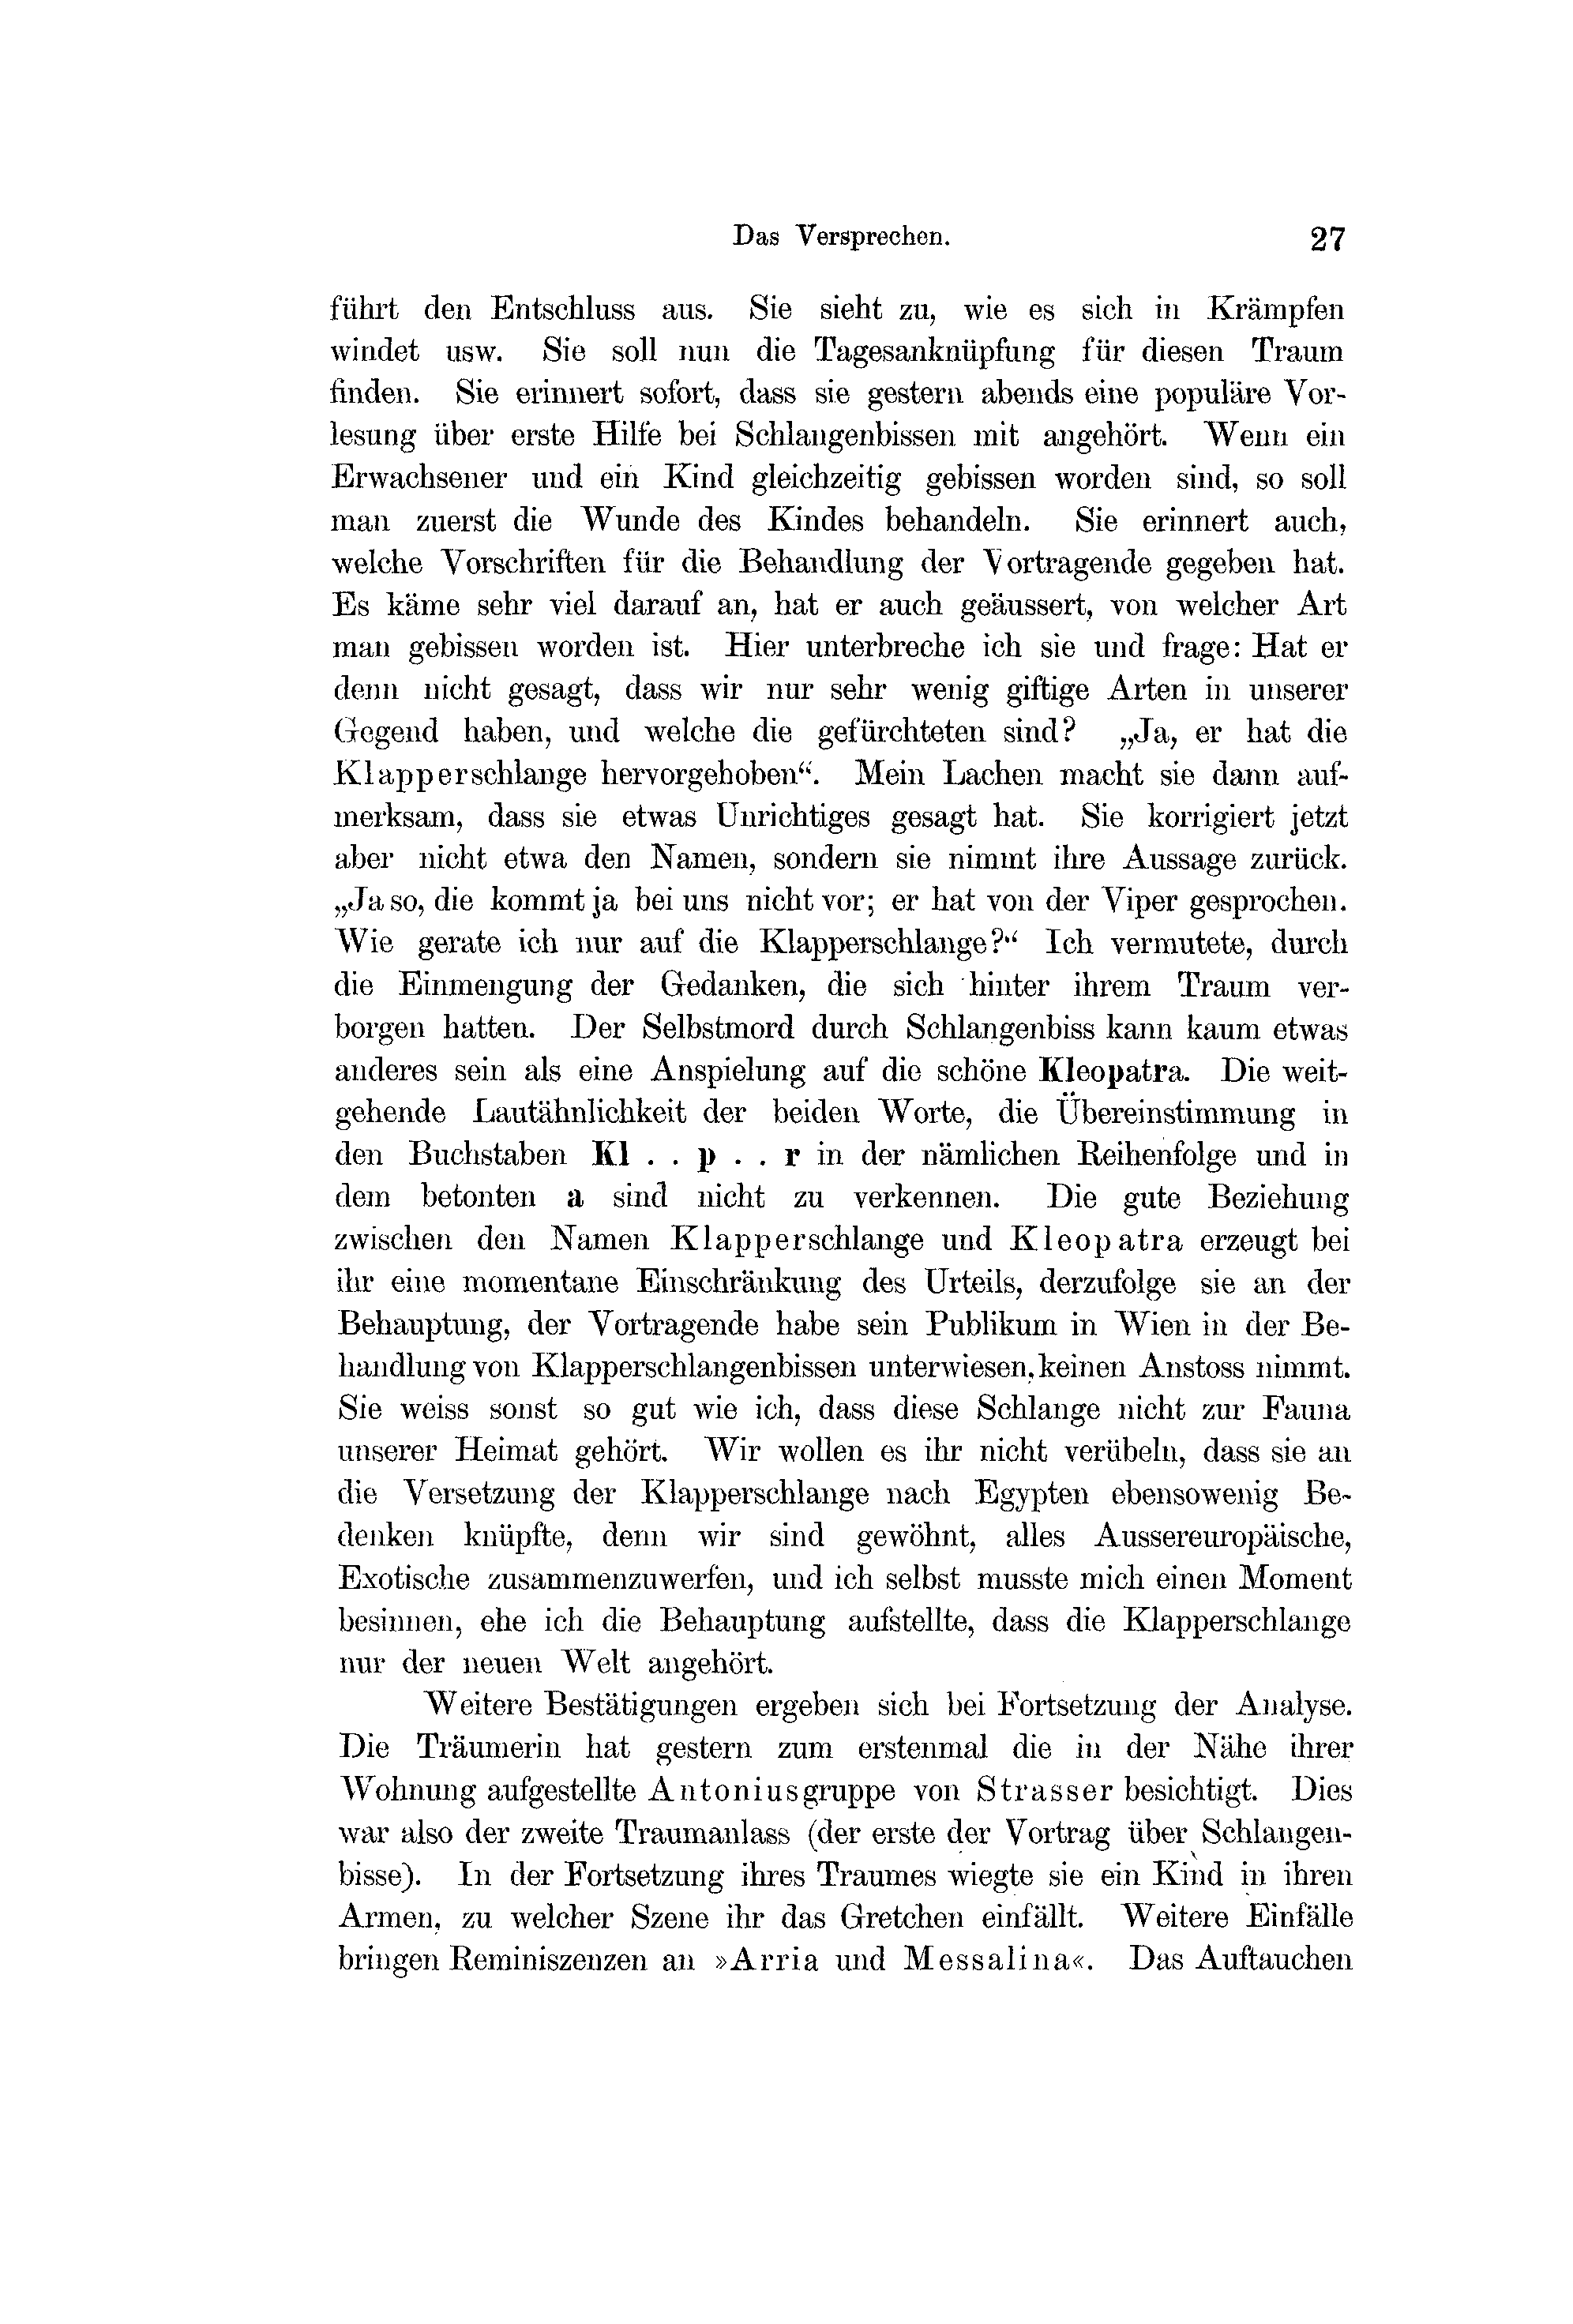 Das Versprechen. 27
führt den Entschluss aus. Sie sieht zu, wie es sich in Krämpfen
windet usw. Sie soll nun die Tagesanknüpfung für diesen Traum
finden. Sie erinnert sofort, dass sie gestern abends eine populäre Vor-
lesung über erste Hilfe bei Schlangenbissen mit angehört. Wenn ein
Erwachsener und ein Kind gleichzeitig gebissen worden sind, so soll
man zuerst die Wunde des Kindes behandeln. Sie erinnert auch,
welche Vorschriften für die Behandlung der Vortragende gegeben hat.
Es käme sehr viel darauf an, hat er auch geäussert, von welcher Art
man gebissen worden ist. Hier unterbreche ich sie und frage: Hat er
denn nicht gesagt, dass wir nur sehr wenig giftige Arten in unserer
Gegend haben, und welche die gefürchteten sind? „Ja, er hat die
Klapperschlange hervorgehoben“. Mein Lachen macht sie dann auf-
merksam, dass sie etwas Unrichtiges gesagt hat. Sie korrigiert jetzt
aber nicht etwa den Namen, sondern sie nimmt ihre Aussage zurück.
„Ja so, die kommt ja bei uns nicht vor; er hat von der Viper gesprochen.
Wie gerate ich nur auf die Klapperschlange?“ Ich vermutete, durch
die Einmengung der Gedanken, die sich hinter ihrem Traum ver-
borgen hatten. Der Selbstmord durch Schlangenbiss kann kaum etwas
anderes sein als eine Anspielung auf die schöne Kleopatra. Die weit-
gehende Lautähnlichkeit der beiden Worte, die Übereinstimmung in
den Buchstaben Kl . . p . . r in der nämlichen Reihenfolge und in
dem betonten a sind nicht zu verkennen. Die gute Beziehung
zwischen den Namen Klapperschlange und Kleopatra erzeugt bei
ihr eine momentane Einschränkung des Urteils, derzufolge sie an der
Behauptung, der Vortragende habe sein Publikum in Wien in der Be-
handlung von Klapperschlangenbissen unterwiesen, keinen Anstoss nimmt.
Sie weiss sonst so gut wie ich, dass diese Schlange nicht zur Fauna
unserer Heimat gehört. Wir wollen es ihr nicht verübeln, dass sie an
die Versetzung der Klapperschlange nach Egypten ebensowenig Be-
denken knüpfte, denn wir sind gewöhnt, alles Aussereuropäische,
Exotische zusammenzuwerfen, und ich selbst musste mich einen Moment
besinnen, ehe ich die Behauptung aufstellte, dass die Klapperschlange
nur der neuen Welt angehört.
Weitere Bestätigungen ergeben sich bei Fortsetzung der Analyse.
Die Träumerin hat gestern zum erstenmal die in der Nähe ihrer
Wohnung aufgestellte Antoniusgruppe von Strasser besichtigt. Dies
war also der zweite Traumanlass (der erste der Vortrag über Schlangen-
bisse). In der Fortsetzung ihres Traumes wiegte sie ein Kind in ihren
Armen, zu welcher Szene ihr das Gretchen einfällt. Weitere Einfälle
bringen Reminiszenzen an »Arria und Messalina«. Das Auftauchen